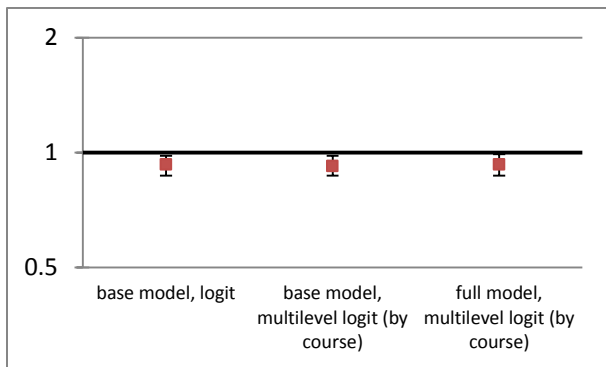 2
1
0.5
base model, logit
base model,
multilevel logit (by
course)
full model,
multilevel logit (by
course)